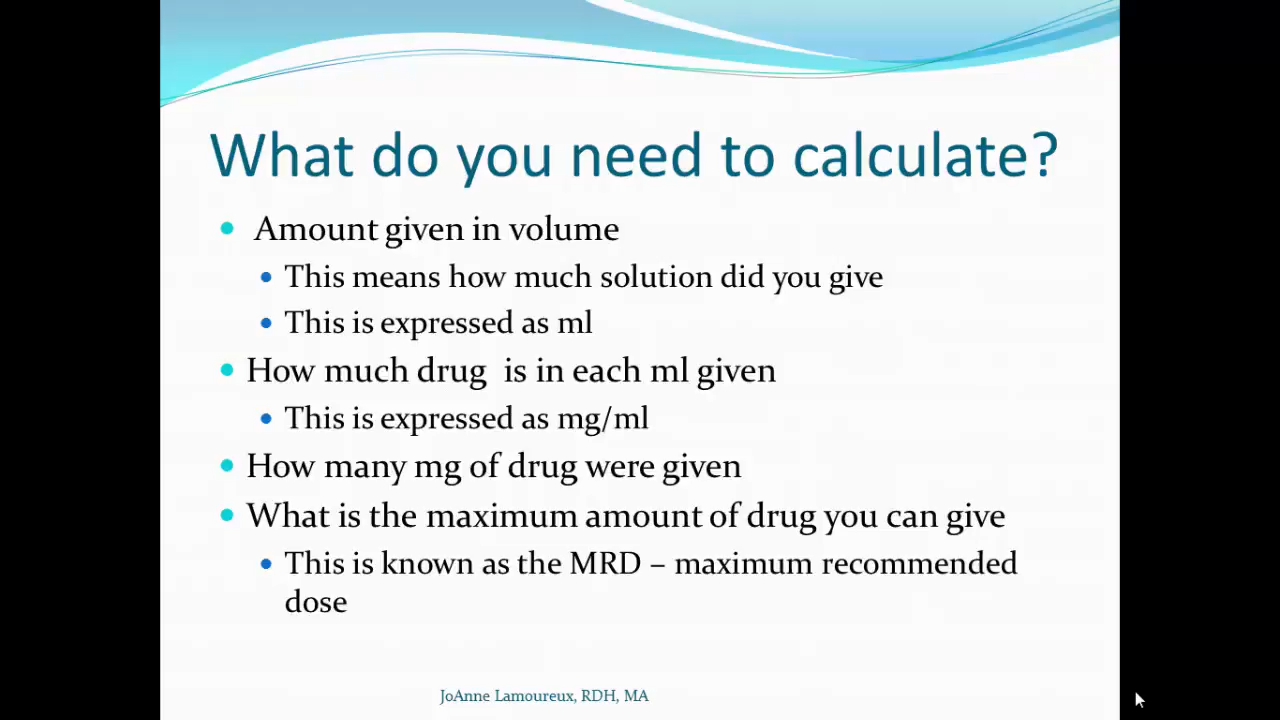 What do you need to calculate?
• Amount given in volume
• This means how much solution did you give
• This is expressed as ml
• How much drug is in each ml given
• This is expressed as mg/ml
• How many mg of drug were given
• What is the maximum amount of drug you can give
• This is known as the MRD – maximum recommended
dose
JoAnne Lamoureux, RDH, MA